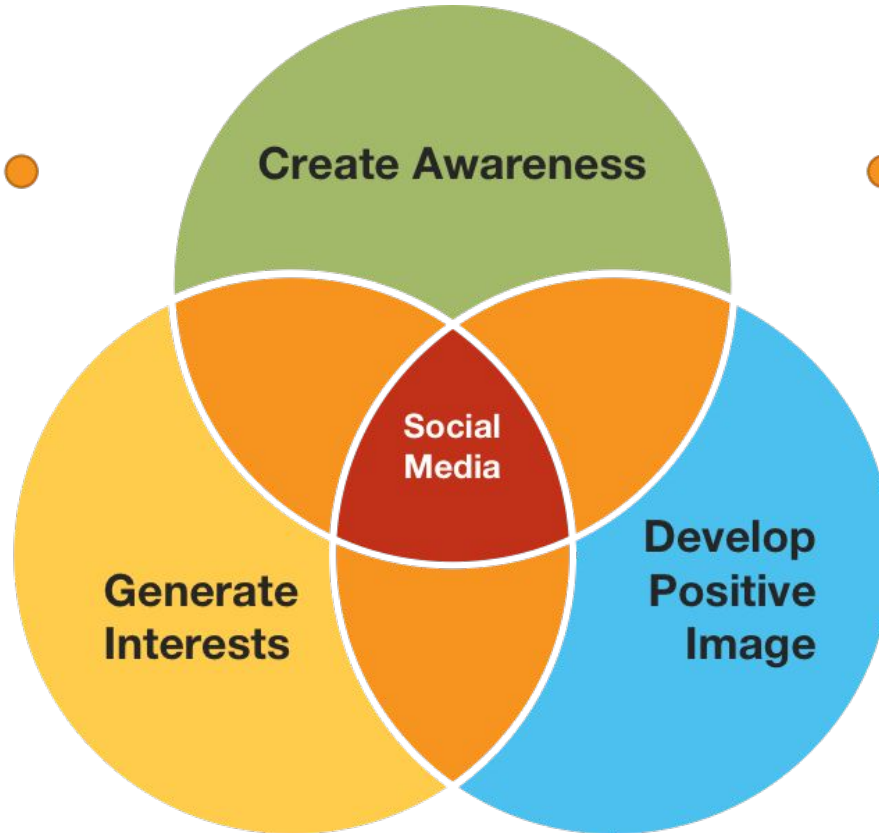 Create Awareness
Social
Media
Generate
Interests
Develop
Positive
Image